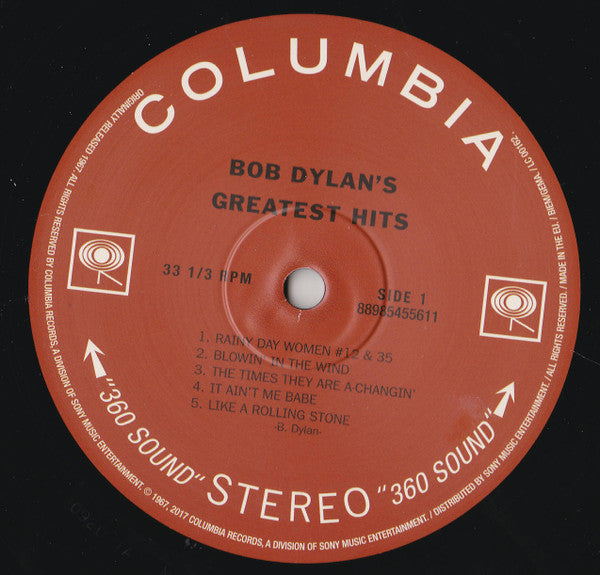 COLUMBIA
BOB DYLAN'S
GREATEST HITS
33 1/3 RPM
SIDE 1
88985455611
1. RAINY DAY WOMEN #12 & 35
2. BLOWIN' IN THE WIND
3. THE TIMES THEY ARE A-CHANGIN'
4. IT AIN'T ME BABE
5. LIKE A ROLLING STONE
-B. Dylan-
"360 SOUND" STEREO "360 SOUND"
ORIGINALLY RELEASED 1967. ALL RIGHTS RESERVED BY COLUMBIA RECORDS, A DIVISION OF SONY MUSIC ENTERTAINMENT. © 1967, 2017 COLUMBIA RECORDS, A DIVISION OF SONY MUSIC ENTERTAINMENT. / DISTRIBUTED BY SONY MUSIC ENTERTAINMENT. / ALL RIGHTS RESERVED. / MADE IN THE EU. / BIEM/GEMA. / LC 00162.